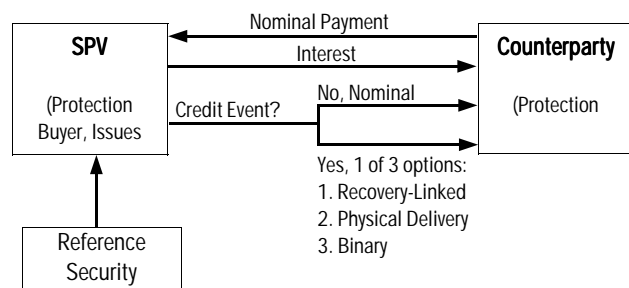 Nominal Payment
SPV
Counterparty
Interest
(Protection
Buyer, Issues
Credit Event?
No, Nominal
(Protection
Yes, 1 of 3 options:
1. Recovery-Linked
2. Physical Delivery
3. Binary
Reference
Security